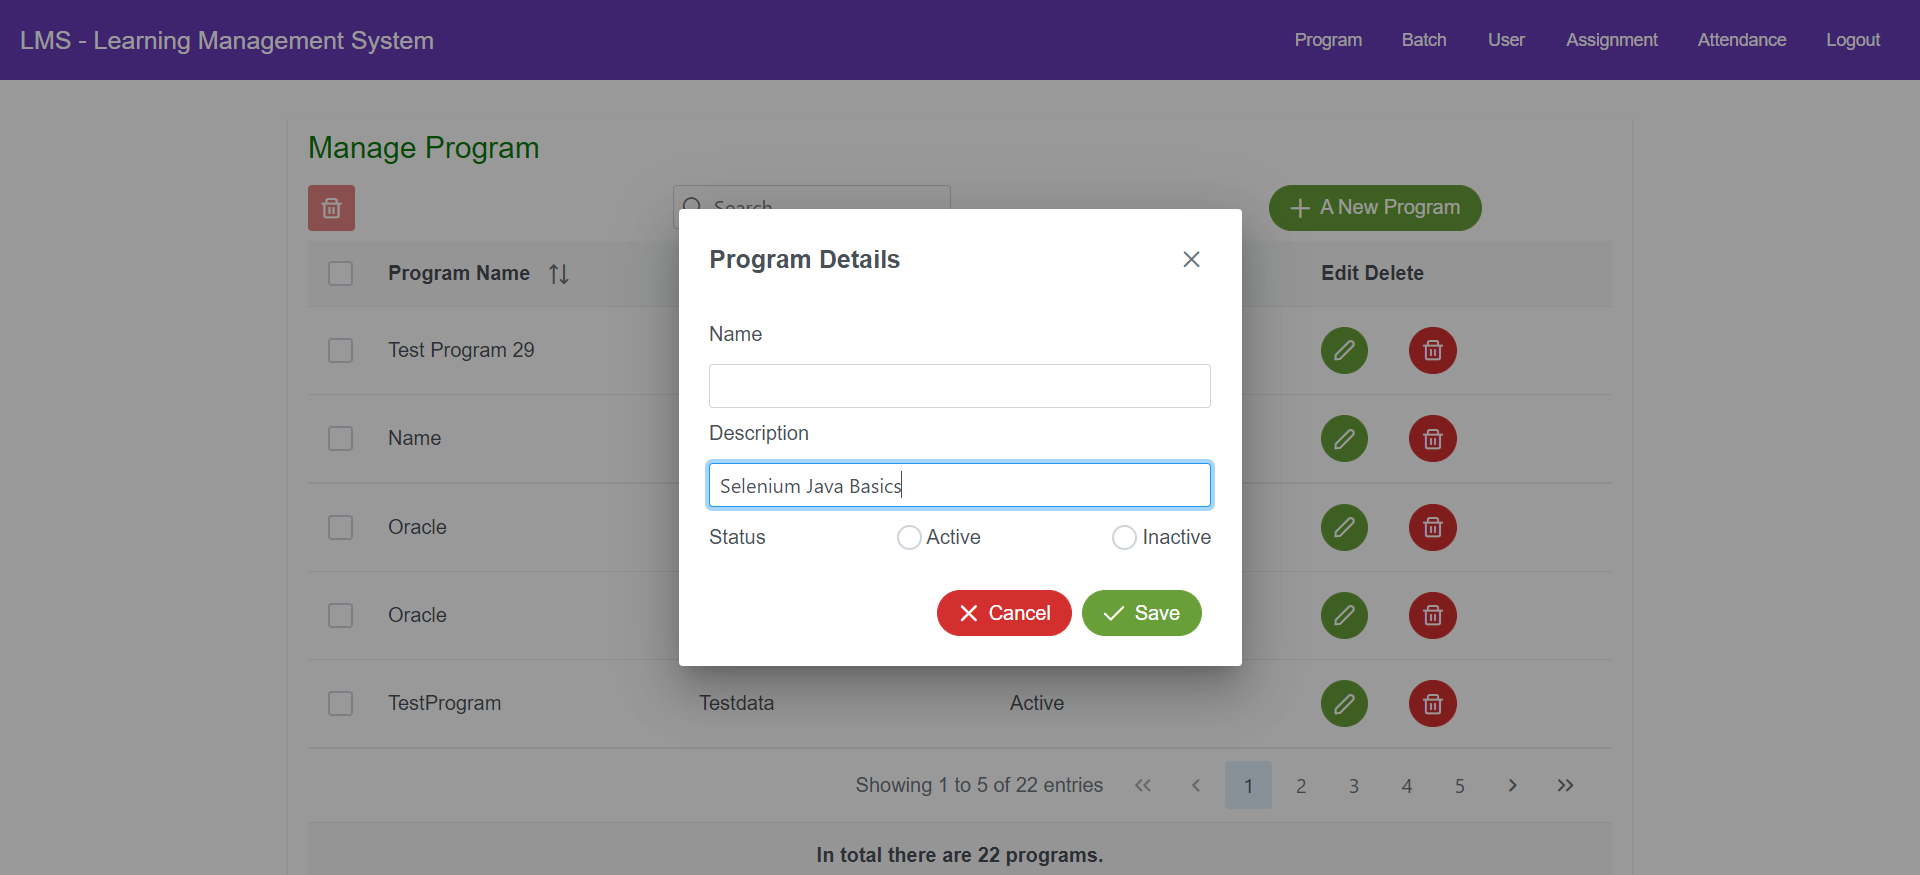 LMS - Learning Management System
Program Batch User Assignment Attendance Logout
Manage Program
Search
A New Program
Program Name
Edit Delete
Program Details
Name
Description
Selenium Java Basics
Status Active Inactive
Cancel Save
Test Program 29
Name
Oracle
Oracle
TestProgram Testdata Active
Showing 1 to 5 of 22 entries 1 2 3 4 5
In total there are 22 programs.